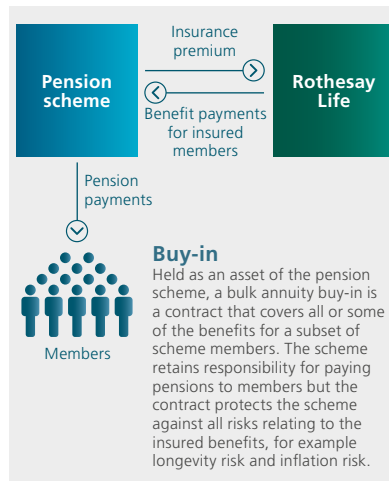 Insurance
premium
Pension
scheme
Rothesay
Life
Benefit payments
for insured
members
Pension
payments
Members
Buy-in
Held as an asset of the pension
scheme, a bulk annuity buy-in is
a contract that covers all or some
of the benefits for a subset of
scheme members. The scheme
retains responsibility for paying
pensions to members but the
contract protects the scheme
against all risks relating to the
insured benefits, for example
longevity risk and inflation risk.